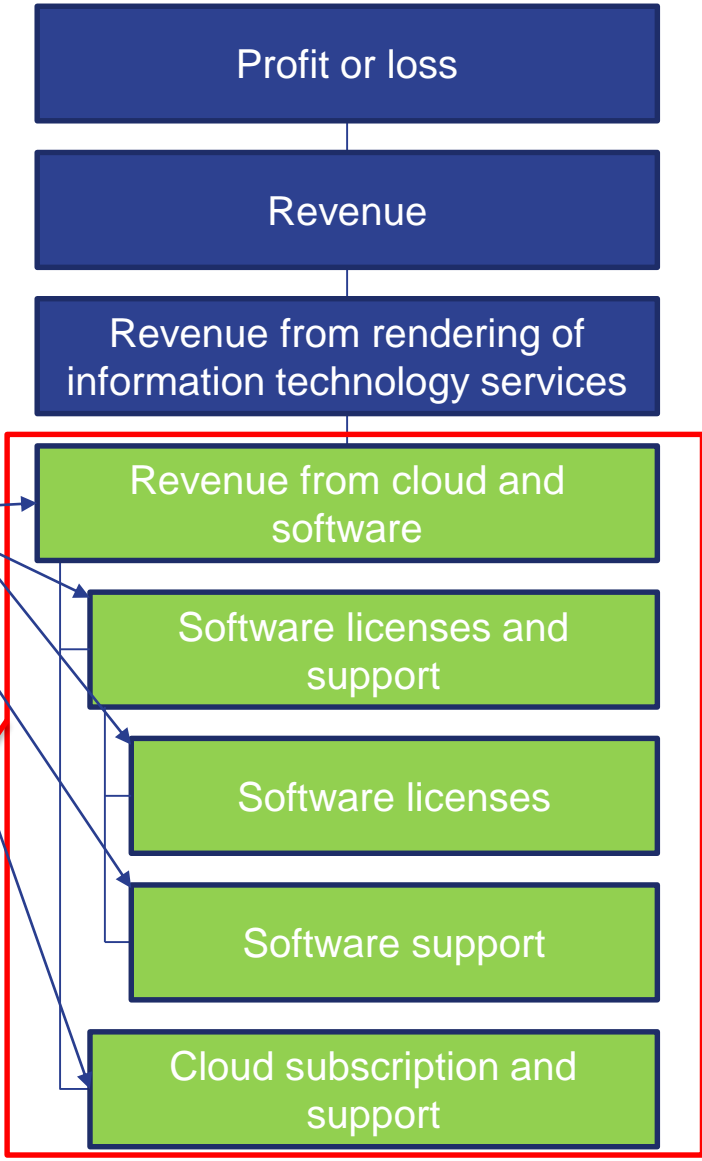 Profit or loss
Revenue
Revenue from rendering of
information technology services
Revenue from cloud and
software
Software licenses and
support
Software licenses
Software support
Cloud subscription and
support